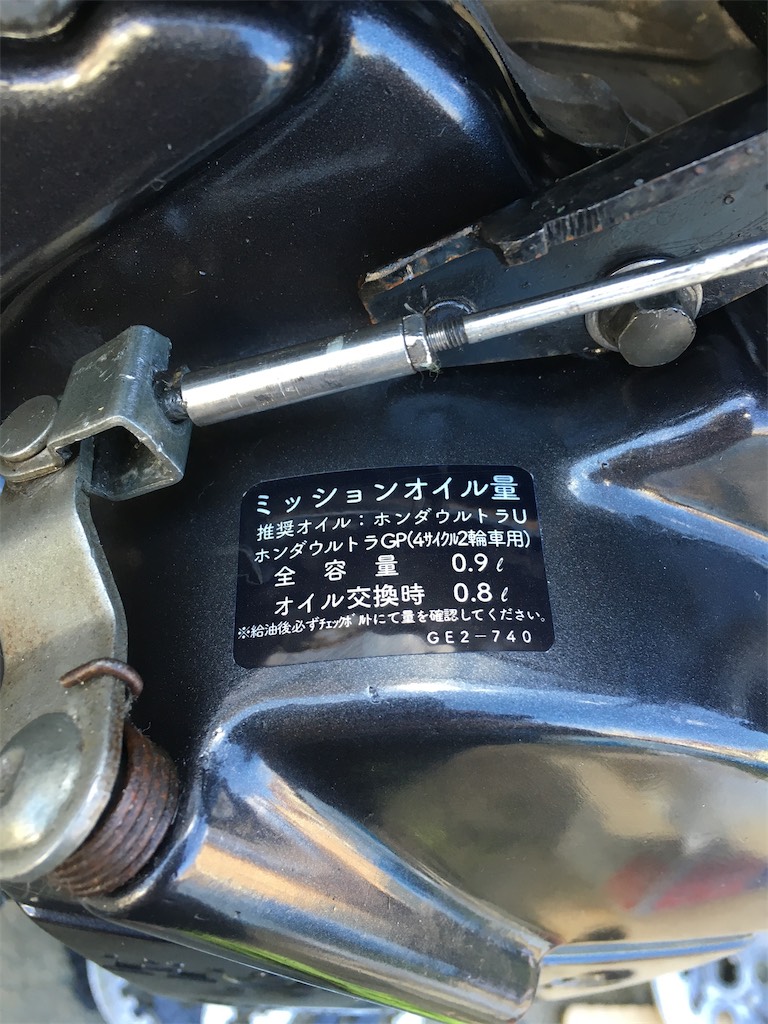 ミッションオイル量
推奨オイル：ホンダウルトラU
ホンダウルトラGP(4サイクル2輪車用)
全容量 0.9ℓ
オイル交換時 0.8ℓ
※給油後必ずチェックボルトにて量を確認してください。
GE2-740